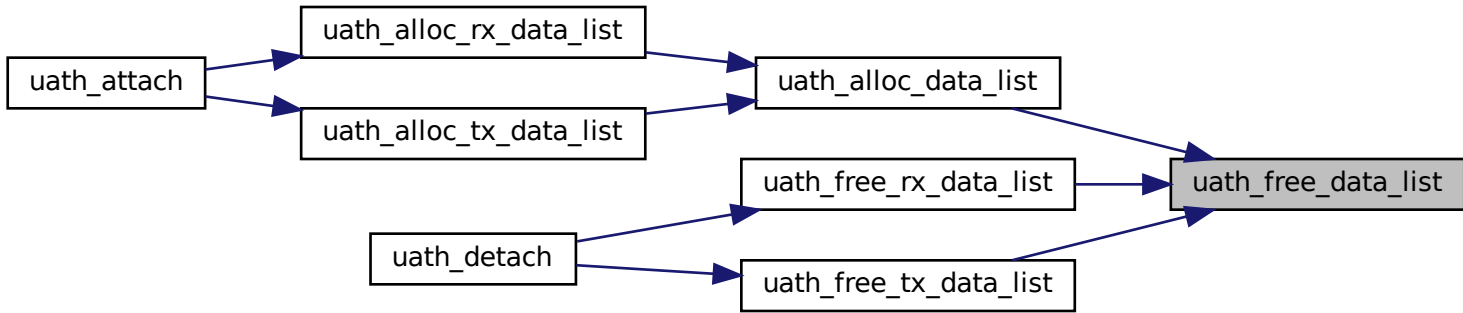 uath_alloc_rx_data_list
uath_attach
uath_alloc_data_list
uath_alloc_tx_data_list
uath_free_rx_data_list
uath_free_data_list
uath_detach
uath_free_tx_data_list